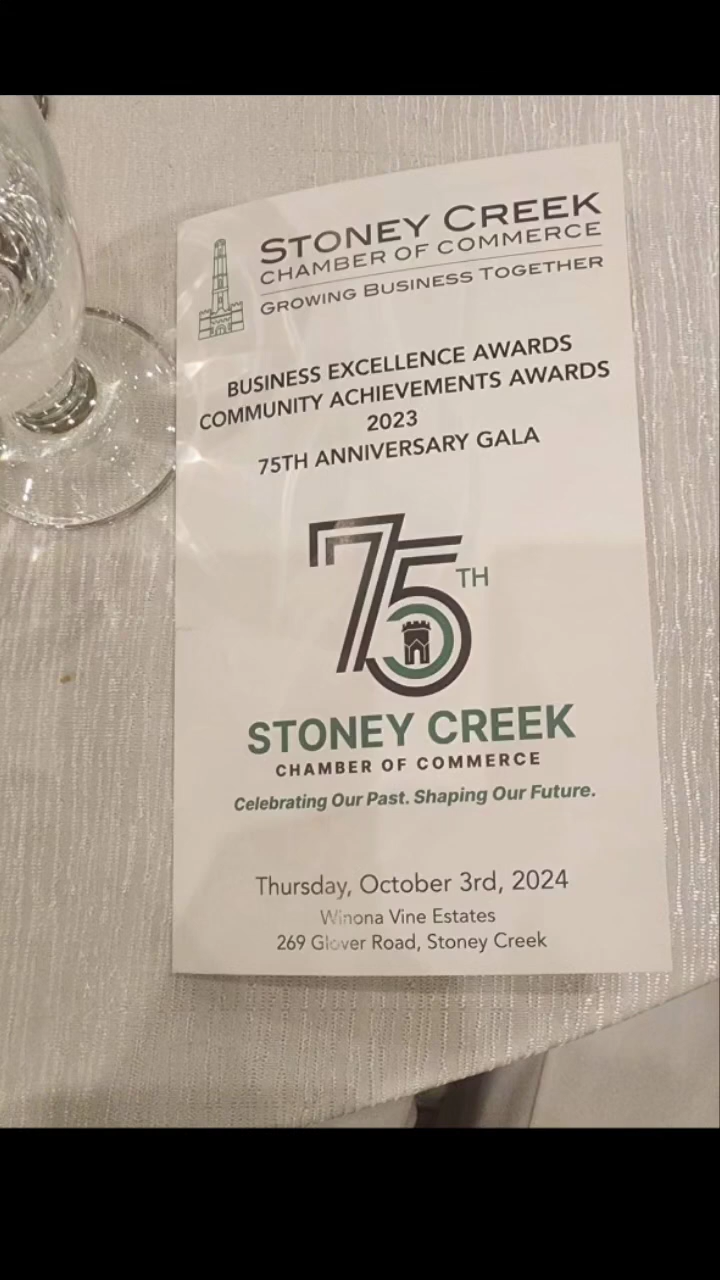 STONEY CREEK
CHAMBER OF COMMERCE
GROWING BUSINESS TOGETHER
BUSINESS EXCELLENCE AWARDS
COMMUNITY ACHIEVEMENTS AWARDS
2023
75TH ANNIVERSARY GALA
75TH
STONEY CREEK
CHAMBER OF COMMERCE
Celebrating Our Past. Shaping Our Future.
Thursday, October 3rd, 2024
Winona Vine Estates
269 Glover Road, Stoney Creek